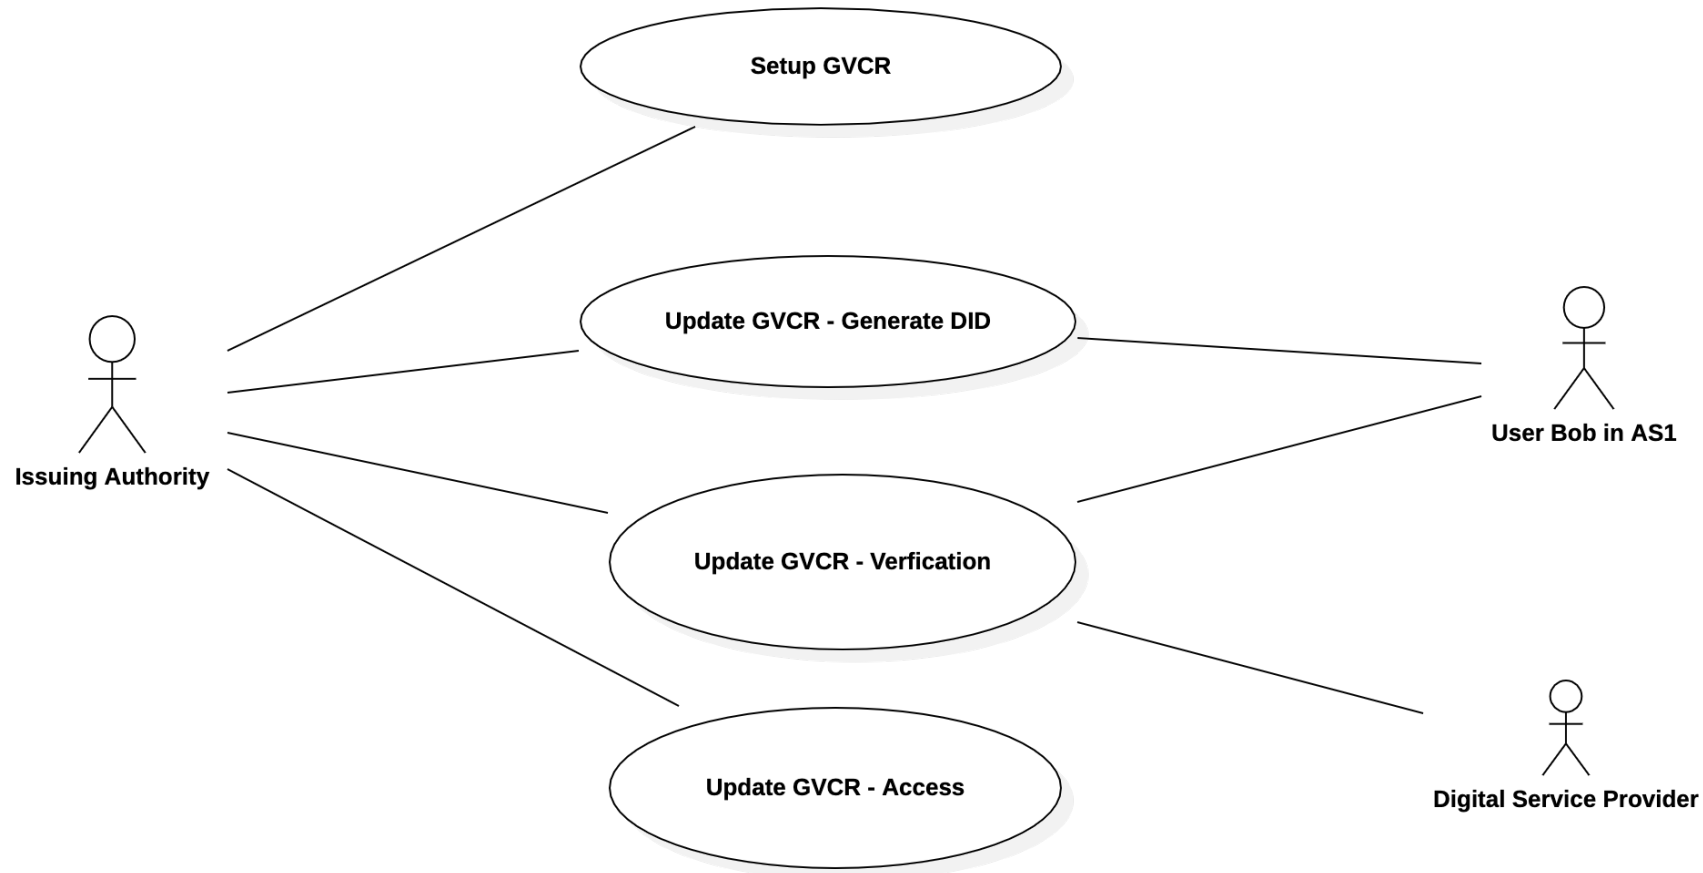 Setup GVCR
Update GVCR - Generate DID
User Bob in AS1
Issuing Authority
Update GVCR - Verfication
Update GVCR - Access
Digital Service Provider